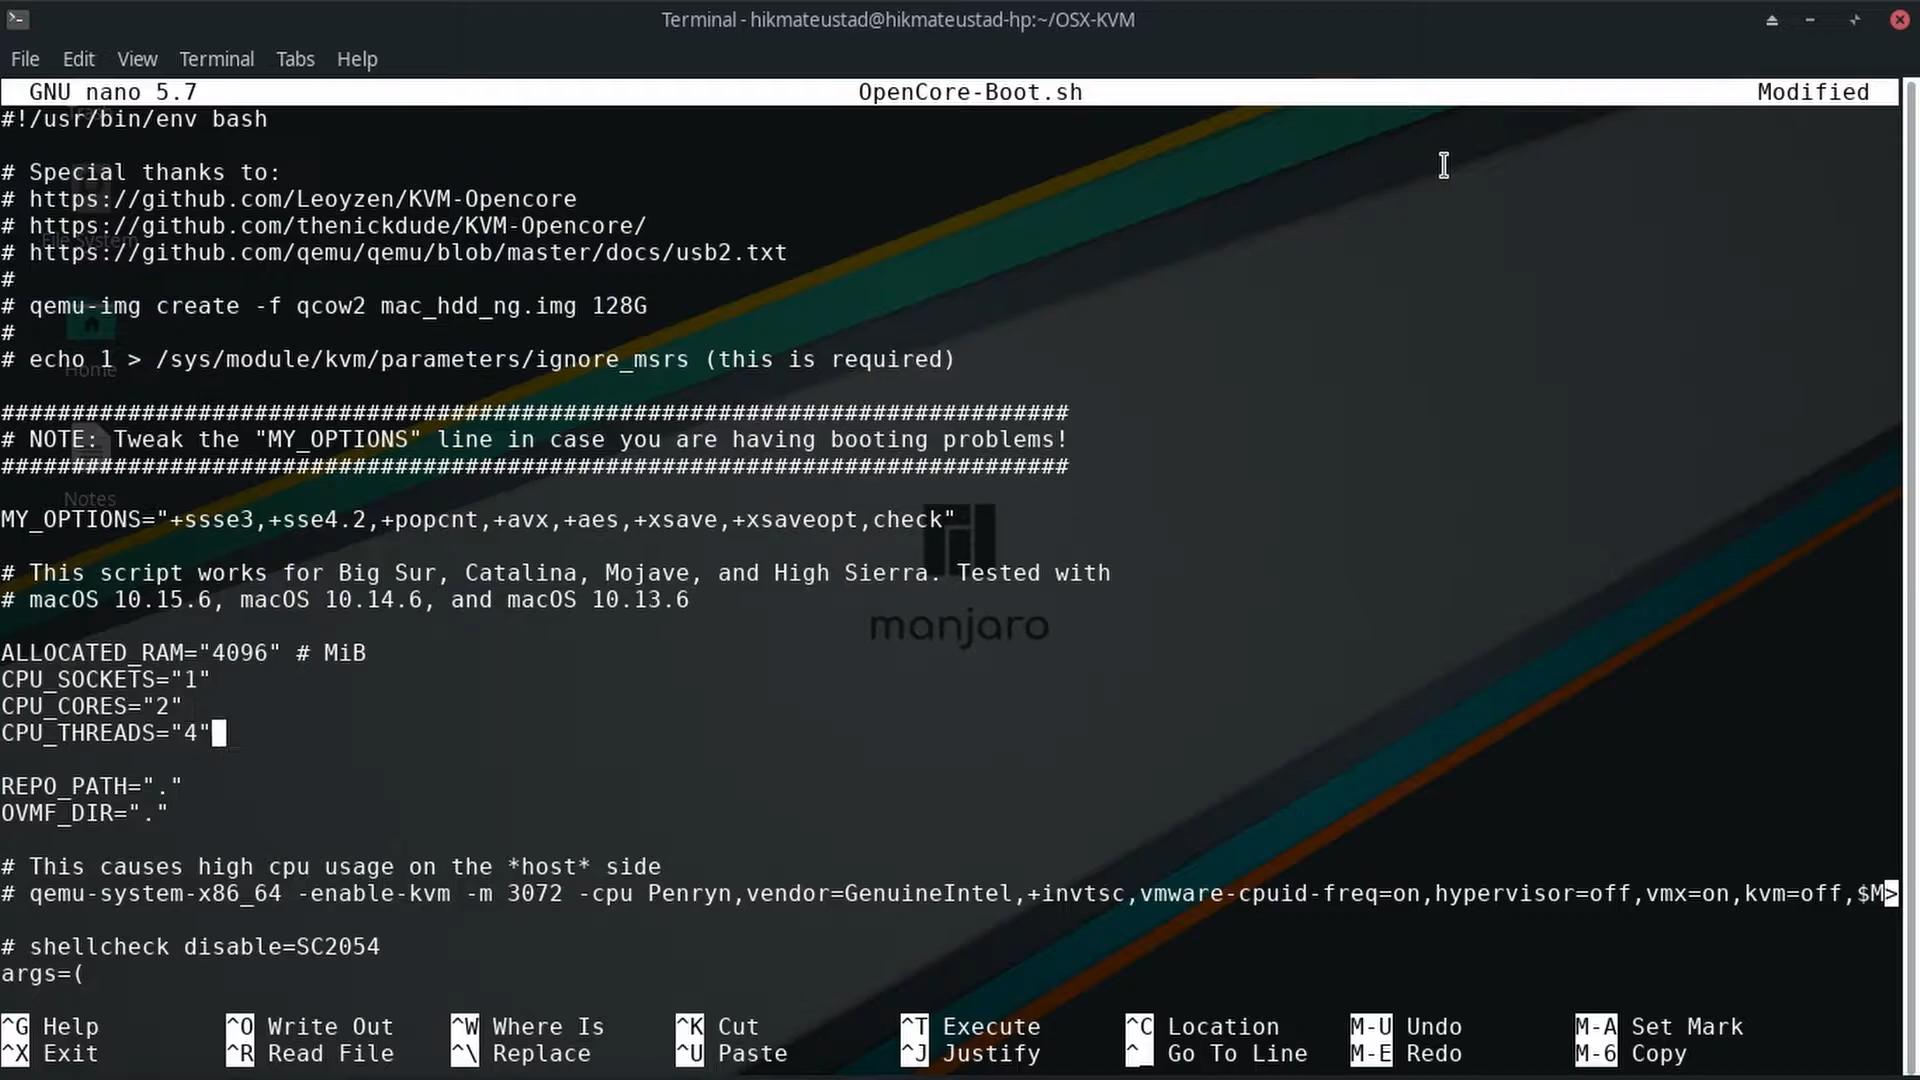 Terminal - hikmateustad@hikmateustad-hp:~/OSX-KVM
File Edit View Terminal Tabs Help
GNU nano 5.7 OpenCore-Boot.sh Modified
#!/usr/bin/env bash
Trash
# Special thanks to:
# https://github.com/Leoyzen/KVM-Opencore
# https://github.com/thenickdude/KVM-Opencore/
File System
# https://github.com/qemu/qemu/blob/master/docs/usb2.txt
#
# qemu-img create -f qcow2 mac_hdd_ng.img 128G
#
# echo 1 > /sys/module/kvm/parameters/ignore_msrs (this is required)
Home
############################################################################
# NOTE: Tweak the "MY_OPTIONS" line in case you are having booting problems!
############################################################################
Notes
MY_OPTIONS="+ssse3,+sse4.2,+popcnt,+avx,+aes,+xsave,+xsaveopt,check"
# This script works for Big Sur, Catalina, Mojave, and High Sierra. Tested with
# macOS 10.15.6, macOS 10.14.6, and macOS 10.13.6
manjaro
ALLOCATED_RAM="4096" # MiB
CPU_SOCKETS="1"
CPU_CORES="2"
CPU_THREADS="4"
REPO_PATH="."
OVMF_DIR="."
# This causes high cpu usage on the *host* side
# qemu-system-x86_64 -enable-kvm -m 3072 -cpu Penryn,vendor=GenuineIntel,+invtsc,vmware-cpuid-freq=on,hypervisor=off,vmx=on,kvm=off,$M>
# shellcheck disable=SC2054
args=(
^G Help ^O Write Out ^W Where Is ^K Cut ^T Execute ^C Location M-U Undo M-A Set Mark
^X Exit ^R Read File ^\ Replace ^U Paste ^J Justify ^_ Go To Line M-E Redo M-6 Copy